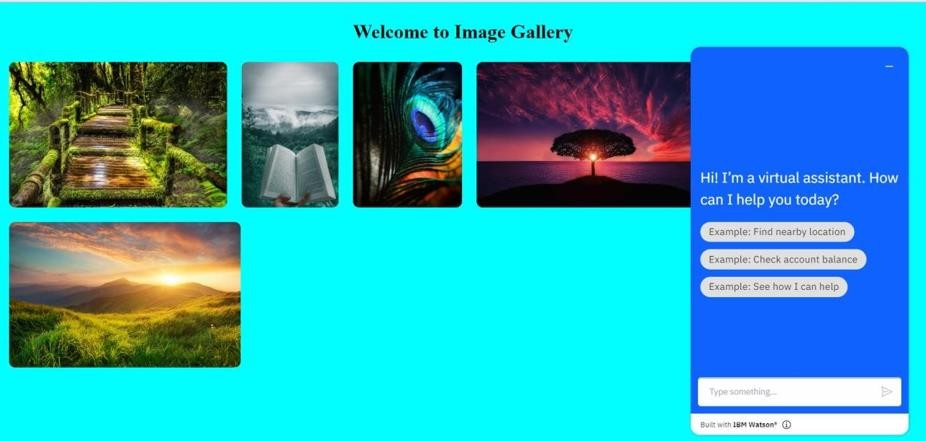 Welcome to Image Gallery
Hi! I'm a virtual assistant. How
can I help you today?
Example: Find nearby location
Example: Check account balance
Example: See how I can help
Type something...
Built with IBM Watson®